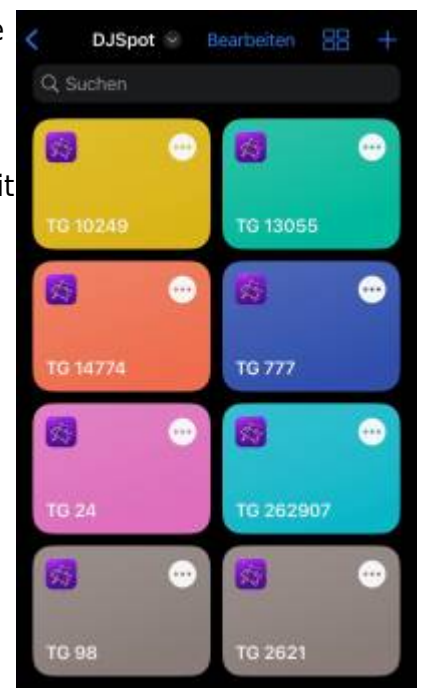 e
DJSpot Bearbeiten
Suchen
it
TG 10249 TG 13055
TG 14774 TG 777
TG 24 TG 262907
TG 98 TG 2621